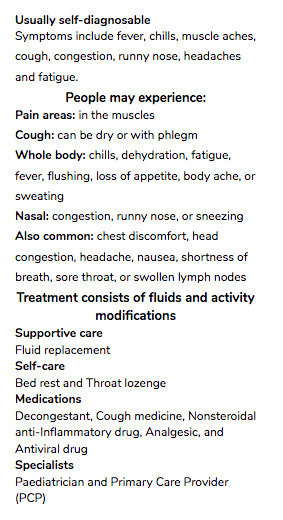 Usually self-diagnosable
Symptoms include fever, chills, muscle aches,
cough, congestion, runny nose, headaches
and fatigue.
People may experience:
Pain areas: in the muscles
Cough: can be dry or with phlegm
Whole body: chills, dehydration, fatigue,
fever, flushing, loss of appetite, body ache, or
sweating
Nasal: congestion, runny nose, or sneezing
Also common: chest discomfort, head
congestion, headache, nausea, shortness of
breath, sore throat, or swollen lymph nodes
Treatment consists of fluids and activity
modifications
Supportive care
Fluid replacement
Self-care
Bed rest and Throat lozenge
Medications
Decongestant, Cough medicine, Nonsteroidal
anti-Inflammatory drug, Analgesic, and
Antiviral drug
Specialists
Paediatrician and Primary Care Provider
(PCP)